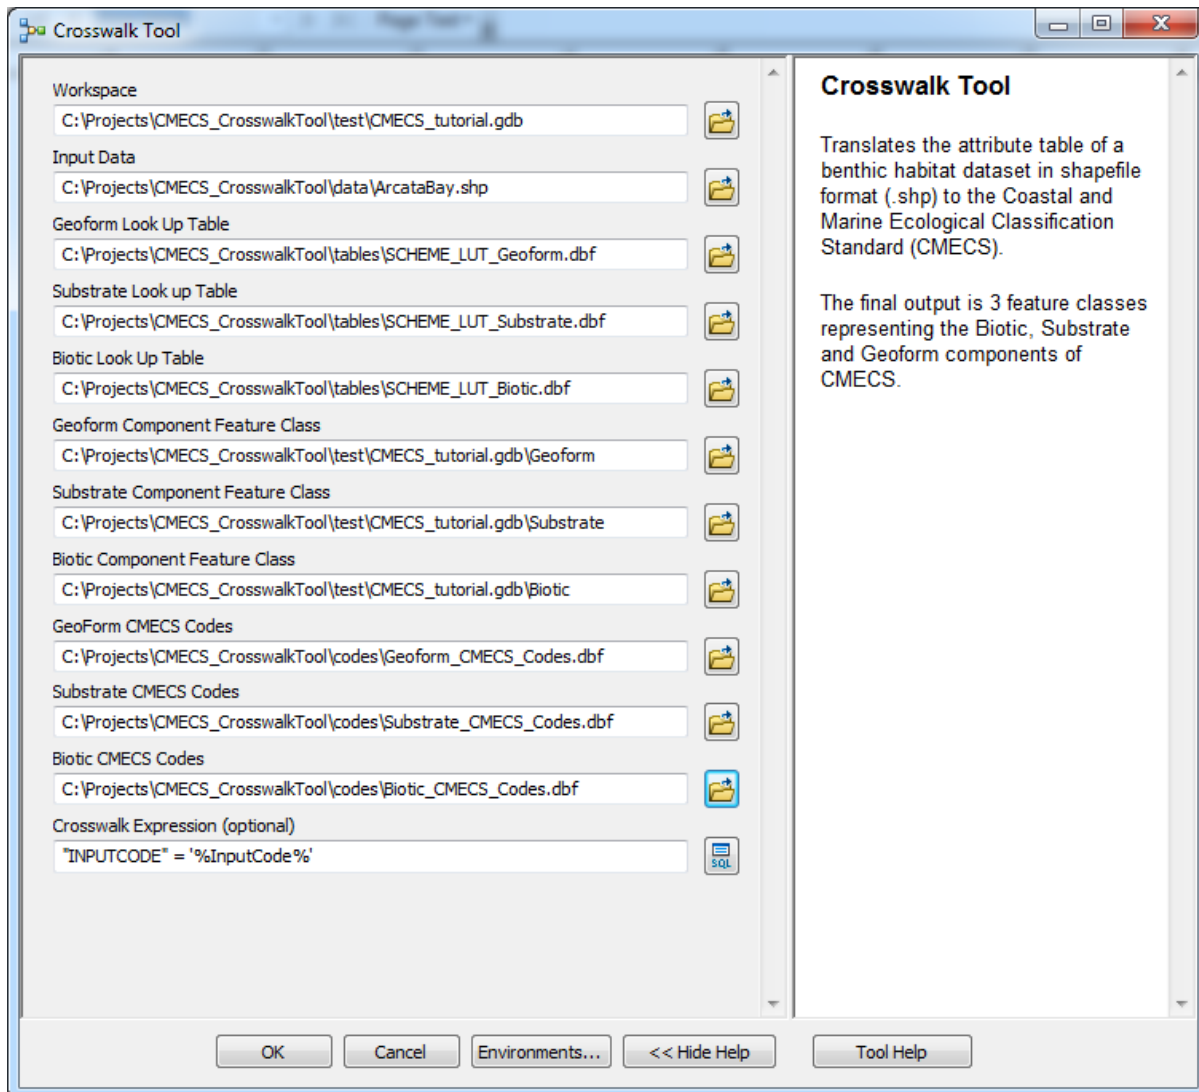 Crosswalk Tool
Workspace
C:\Projects\CMECS_CrosswalkTool\test\CMECS_tutorial.gdb
Input Data
C:\Projects\CMECS_CrosswalkTool\data\ArcataBay.shp
Geoform Look Up Table
C:\Projects\CMECS_CrosswalkTool\tables\SCHEME_LUT_Geoform.dbf
Substrate Look up Table
C:\Projects\CMECS_CrosswalkTool\tables\SCHEME_LUT_Substrate.dbf
Biotic Look Up Table
C:\Projects\CMECS_CrosswalkTool\tables\SCHEME_LUT_Biotic.dbf
Geoform Component Feature Class
C:\Projects\CMECS_CrosswalkTool\test\CMECS_tutorial.gdb\Geoform
Substrate Component Feature Class
C:\Projects\CMECS_CrosswalkTool\test\CMECS_tutorial.gdb\Substrate
Biotic Component Feature Class
C:\Projects\CMECS_CrosswalkTool\test\CMECS_tutorial.gdb\Biotic
GeoForm CMECS Codes
C:\Projects\CMECS_CrosswalkTool\codes\Geoform_CMECS_Codes.dbf
Substrate CMECS Codes
C:\Projects\CMECS_CrosswalkTool\codes\Substrate_CMECS_Codes.dbf
Biotic CMECS Codes
C:\Projects\CMECS_CrosswalkTool\codes\Biotic_CMECS_Codes.dbf
Crosswalk Expression (optional)
"INPUTCODE" = '%InputCode%'
SQL
Crosswalk Tool
Translates the attribute table of a
benthic habitat dataset in shapefile
format (.shp) to the Coastal and
Marine Ecological Classification
Standard (CMECS).
The final output is 3 feature classes
representing the Biotic, Substrate
and Geoform components of
CMECS.
OK
Cancel
Environments...
<< Hide Help
Tool Help